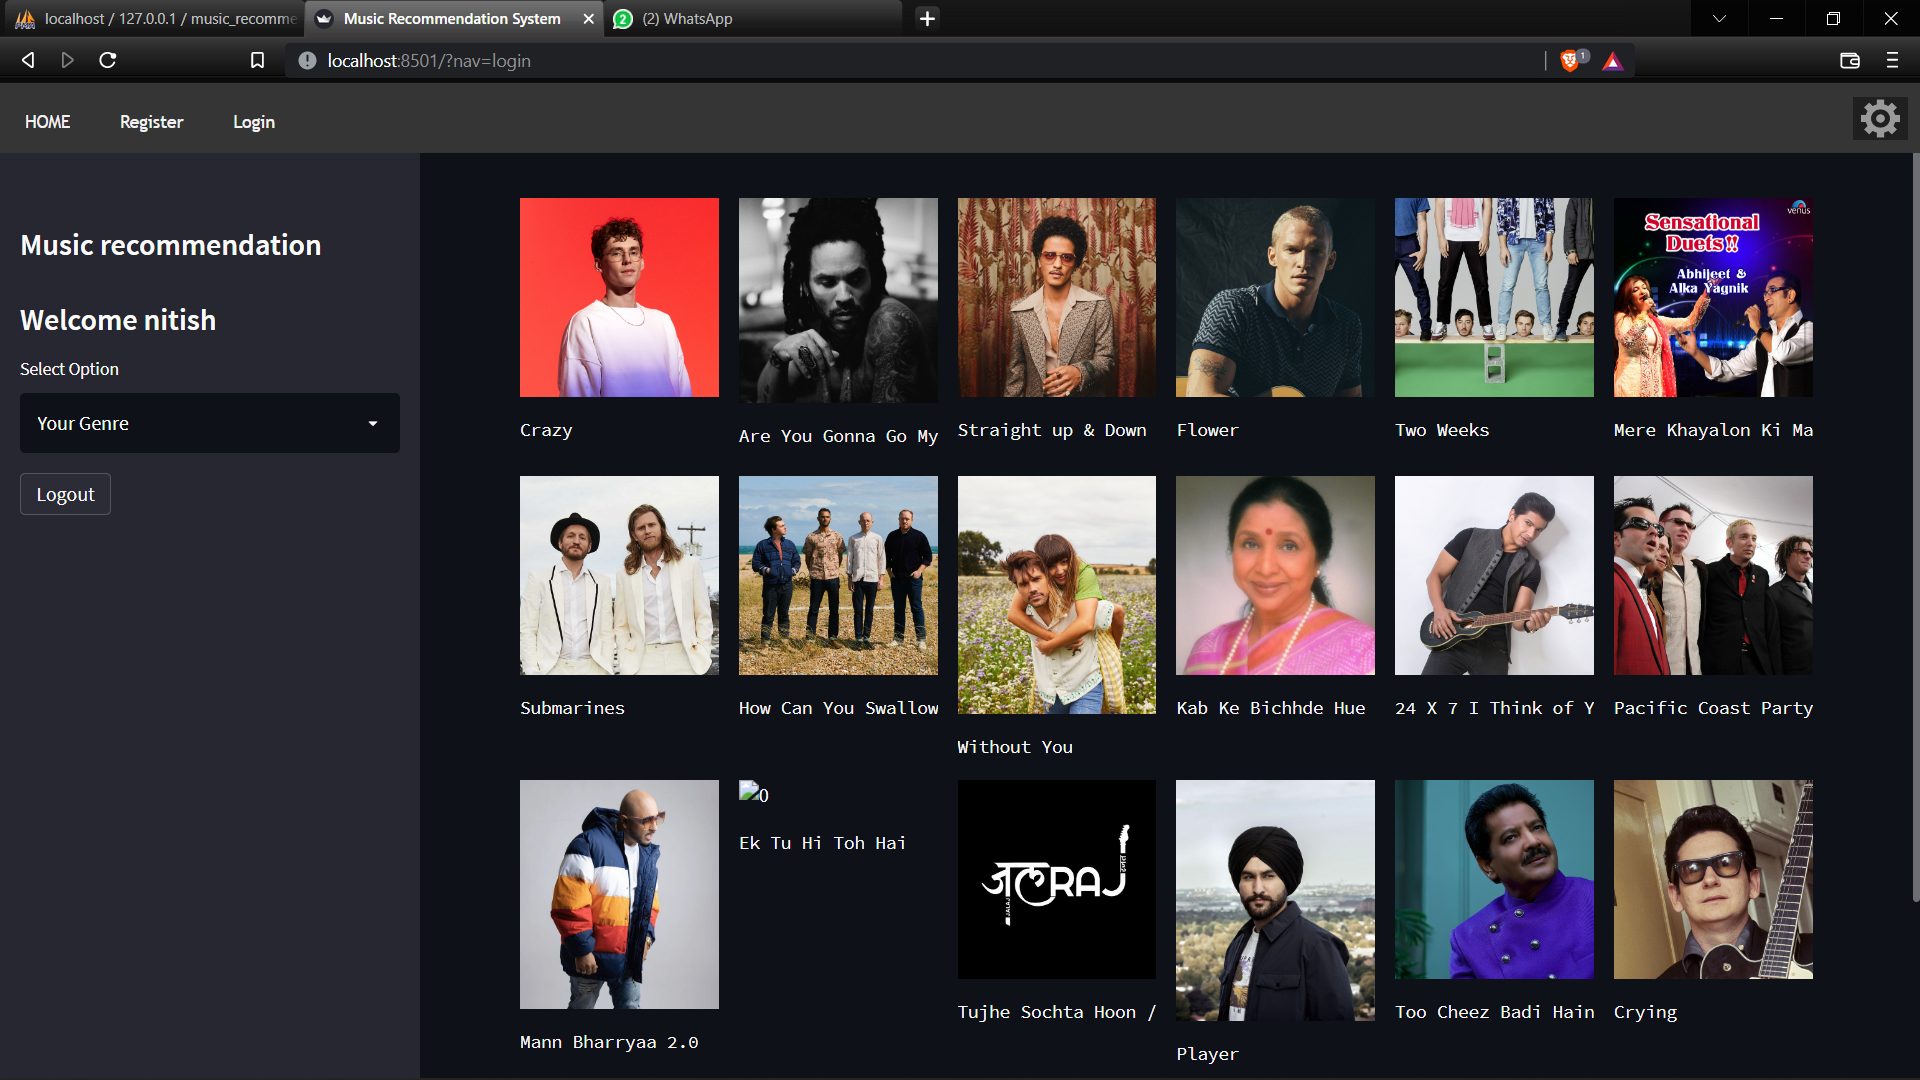 localhost / 127.0.0.1 / music_recomme
Music Recommendation System
(2) WhatsApp
localhost:8501/?nav=login
1
HOME
Register
Login
Music recommendation
Welcome nitish
Select Option
Your Genre
Logout
venus
Sensational
Duets !!
Abhijeet &
Alka Yagnik
Crazy
Are You Gonna Go My
Straight up & Down
Flower
Two Weeks
Mere Khayalon Ki Ma
Submarines
How Can You Swallow
Without You
Kab Ke Bichhde Hue
24 X 7 I Think of Y
Pacific Coast Party
0
Ek Tu Hi Toh Hai
जलRAJ
Mann Bharryaa 2.0
Tujhe Sochta Hoon /
Player
Too Cheez Badi Hain
Crying